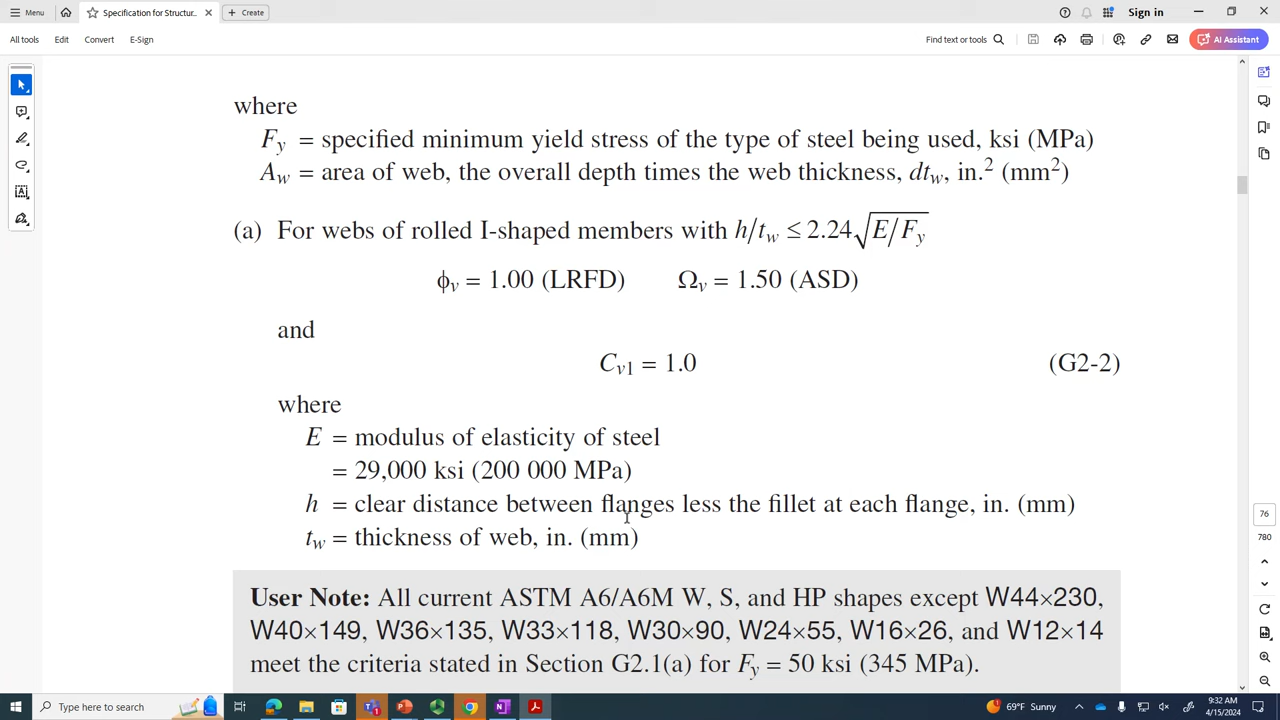 Menu
Specification for Structur...
Create
Sign in
All tools
Edit
Convert
E-Sign
Find text or tools
AI Assistant
where
Fy = specified minimum yield stress of the type of steel being used, ksi (MPa)
Aw = area of web, the overall depth times the web thickness, dtw, in.² (mm²)
(a) For webs of rolled I-shaped members with h/tw ≤ 2.24√E/Fy
ϕv = 1.00 (LRFD) Ωv = 1.50 (ASD)
and
Cv1 = 1.0 (G2-2)
where
E = modulus of elasticity of steel
= 29,000 ksi (200 000 MPa)
h = clear distance between flanges less the fillet at each flange, in. (mm)
tw = thickness of web, in. (mm)
User Note: All current ASTM A6/A6M W, S, and HP shapes except W44×230,
W40×149, W36×135, W33×118, W30×90, W24×55, W16×26, and W12×14
meet the criteria stated in Section G2.1(a) for Fy = 50 ksi (345 MPa).
76
780
Type here to search
69°F Sunny
9:32 AM
4/15/2024